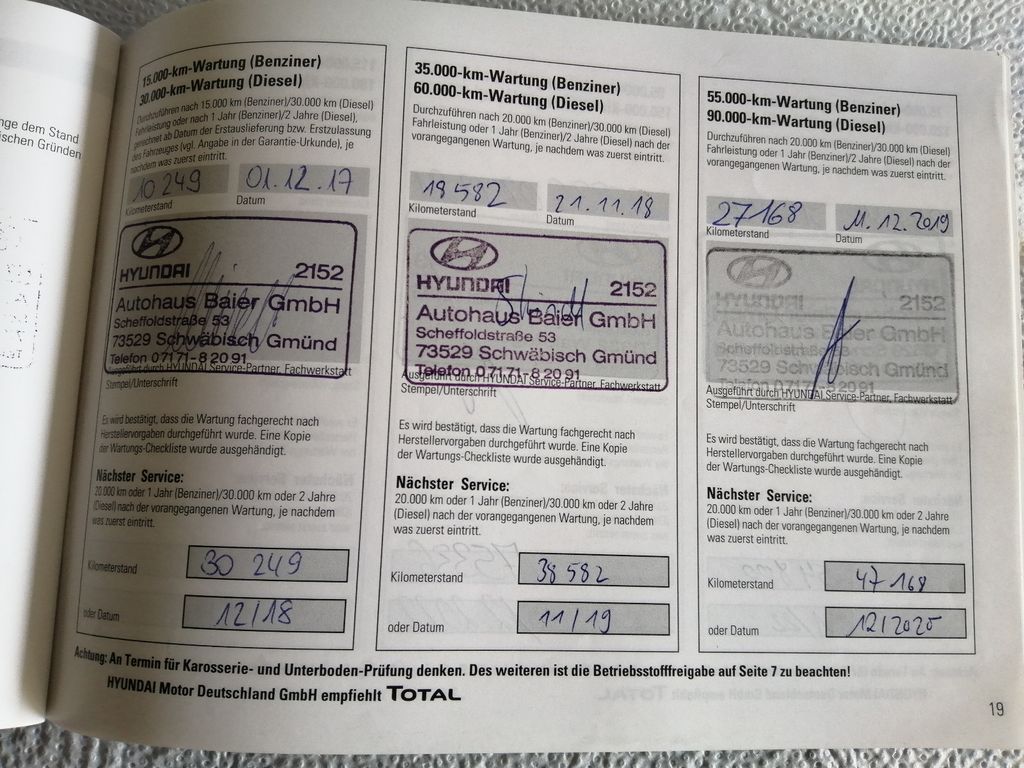 nge dem Stand
ischen Gründen
15.000-km-Wartung (Benziner)
30.000-km-Wartung (Diesel)
Durchzuführen nach 15.000 km (Benziner)/30.000 km (Diesel)
Fahrleistung oder nach 1 Jahr (Benziner)/2 Jahre (Diesel),
gerechnet ab Datum der Erstauslieferung bzw. Erstzulassung
des Fahrzeuges (vgl. Angabe in der Garantie-Urkunde), je
nachdem was zuerst eintritt.
10 249 01.12.17
Kilometerstand Datum
HYUNDAI 2152
Autohaus Baier GmbH
Scheffoldstraße 53
73529 Schwäbisch Gmünd
Telefon 07171-8 20 91
Ausgeführt durch HYUNDAI Service-Partner, Fachwerkstatt
Stempel/Unterschrift
Es wird bestätigt, dass die Wartung fachgerecht nach
Herstellervorgaben durchgeführt wurde. Eine Kopie
der Wartungs-Checkliste wurde ausgehändigt.
Nächster Service:
20.000 km oder 1 Jahr (Benziner)/30.000 km oder 2 Jahre
(Diesel) nach der vorangegangenen Wartung, je nachdem
was zuerst eintritt.
Kilometerstand 30 249
oder Datum 12/18
35.000-km-Wartung (Benziner)
60.000-km-Wartung (Diesel)
Durchzuführen nach 20.000 km (Benziner)/30.000 km (Diesel)
Fahrleistung oder 1 Jahr (Benziner)/2 Jahre (Diesel) nach der
vorangegangenen Wartung, je nachdem was zuerst eintritt.
18 582 21.11.18
Kilometerstand Datum
HYUNDAI 2152
Autohaus Baier GmbH
Scheffoldstraße 53
73529 Schwäbisch Gmünd
Telefon 07171-8 20 91
Ausgeführt durch HYUNDAI Service-Partner, Fachwerkstatt
Stempel/Unterschrift
Es wird bestätigt, dass die Wartung fachgerecht nach
Herstellervorgaben durchgeführt wurde. Eine Kopie
der Wartungs-Checkliste wurde ausgehändigt.
Nächster Service:
20.000 km oder 1 Jahr (Benziner)/30.000 km oder 2 Jahre
(Diesel) nach der vorangegangenen Wartung, je nachdem
was zuerst eintritt.
Kilometerstand 38 582
oder Datum 11/19
55.000-km-Wartung (Benziner)
90.000-km-Wartung (Diesel)
Durchzuführen nach 20.000 km (Benziner)/30.000 km (Diesel)
Fahrleistung oder 1 Jahr (Benziner)/2 Jahre (Diesel) nach der
vorangegangenen Wartung, je nachdem was zuerst eintritt.
27168 11.12.2019
Kilometerstand Datum
HYUNDAI 2152
Autohaus Baier GmbH
Scheffoldstraße 53
73529 Schwäbisch Gmünd
Telefon 07171-8 20 91
Ausgeführt durch HYUNDAI Service-Partner, Fachwerkstatt
Stempel/Unterschrift
Es wird bestätigt, dass die Wartung fachgerecht nach
Herstellervorgaben durchgeführt wurde. Eine Kopie
der Wartungs-Checkliste wurde ausgehändigt.
Nächster Service:
20.000 km oder 1 Jahr (Benziner)/30.000 km oder 2 Jahre
(Diesel) nach der vorangegangenen Wartung, je nachdem
was zuerst eintritt.
Kilometerstand 47 168
oder Datum 12/2020
Achtung: An Termin für Karosserie- und Unterboden-Prüfung denken. Des weiteren ist die Betriebsstofffreigabe auf Seite 7 zu beachten!
HYUNDAI Motor Deutschland GmbH empfiehlt TOTAL
19